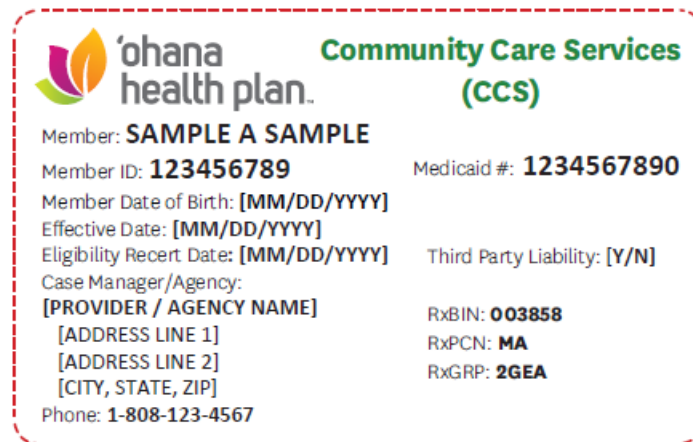 ‘ohana
health plan™
Community Care Services
(CCS)
Member: SAMPLE A SAMPLE
Member ID: 123456789
Medicaid #: 1234567890
Member Date of Birth: [MM/DD/YYYY]
Effective Date: [MM/DD/YYYY]
Eligibility Recert Date: [MM/DD/YYYY]
Third Party Liability: [Y/N]
Case Manager/Agency:
[PROVIDER / AGENCY NAME]
[ADDRESS LINE 1]
[ADDRESS LINE 2]
[CITY, STATE, ZIP]
Phone: 1-808-123-4567
RxBIN: 003858
RxPCN: MA
RxGRP: 2GEA